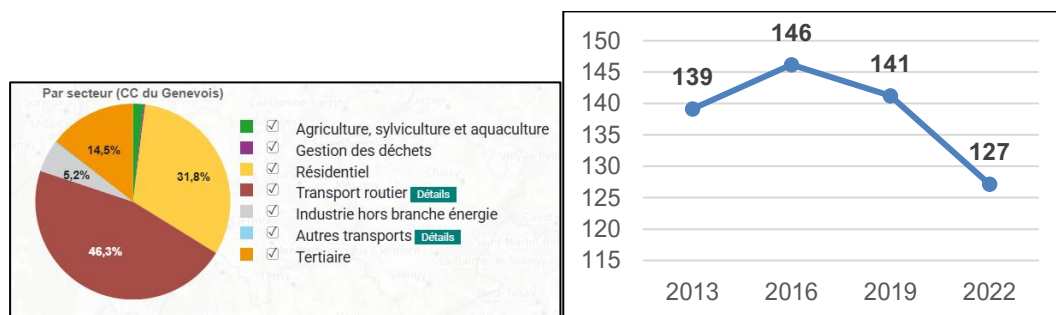 Par secteur (CC du Genevois)
14,5%
5,2%
31,8%
46,3%
Agriculture, sylviculture et aquaculture
Gestion des déchets
Résidentiel
Transport routier Détails
Industrie hors branche énergie
Autres transports Détails
Tertiaire
150
145
140
135
130
125
120
115
139
146
141
127
2013 2016 2019 2022